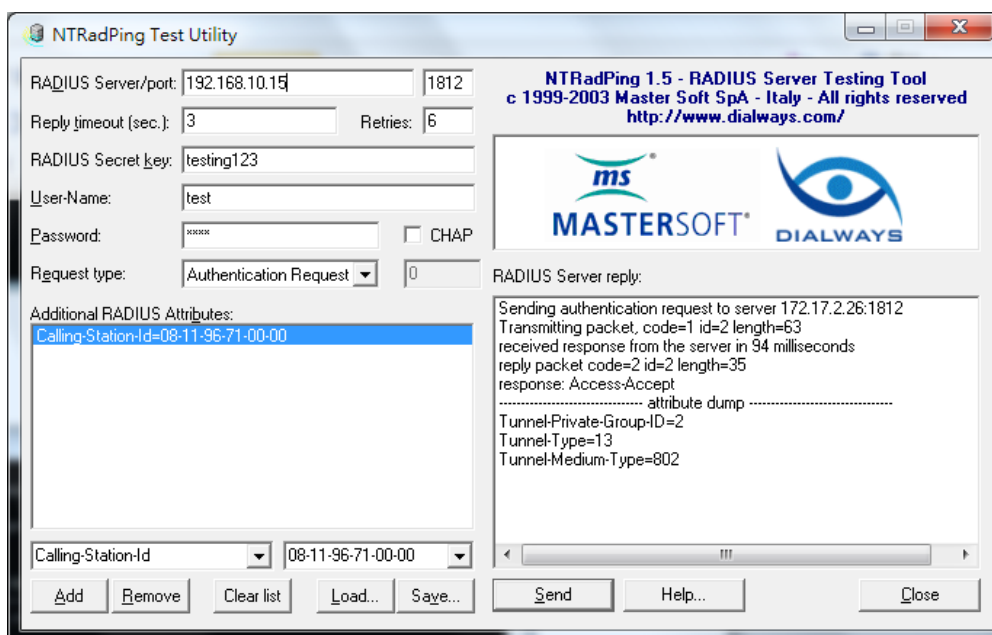 NTRadPing Test Utility
RADIUS Server/port: 192.168.10.15 1812
Reply timeout (sec.): 3 Retries: 6
RADIUS Secret key: testing123
User-Name: test
Password: xxxx CHAP
Request type: Authentication Request 0
Additional RADIUS Attributes:
Calling-Station-Id=08-11-96-71-00-00
Calling-Station-Id 08-11-96-71-00-00
Add Remove Clear list Load... Save...
NTRadPing 1.5 - RADIUS Server Testing Tool
c 1999-2003 Master Soft SpA - Italy - All rights reserved
http://www.dialways.com/
ms
MASTERSOFT
DIALWAYS
RADIUS Server reply:
Sending authentication request to server 172.17.2.26:1812
Transmitting packet, code=1 id=2 length=63
received response from the server in 94 milliseconds
reply packet code=2 id=2 length=35
response: Access-Accept
-------------------------------- attribute dump --------------------------------
Tunnel-Private-Group-ID=2
Tunnel-Type=13
Tunnel-Medium-Type=802
Send Help... Close